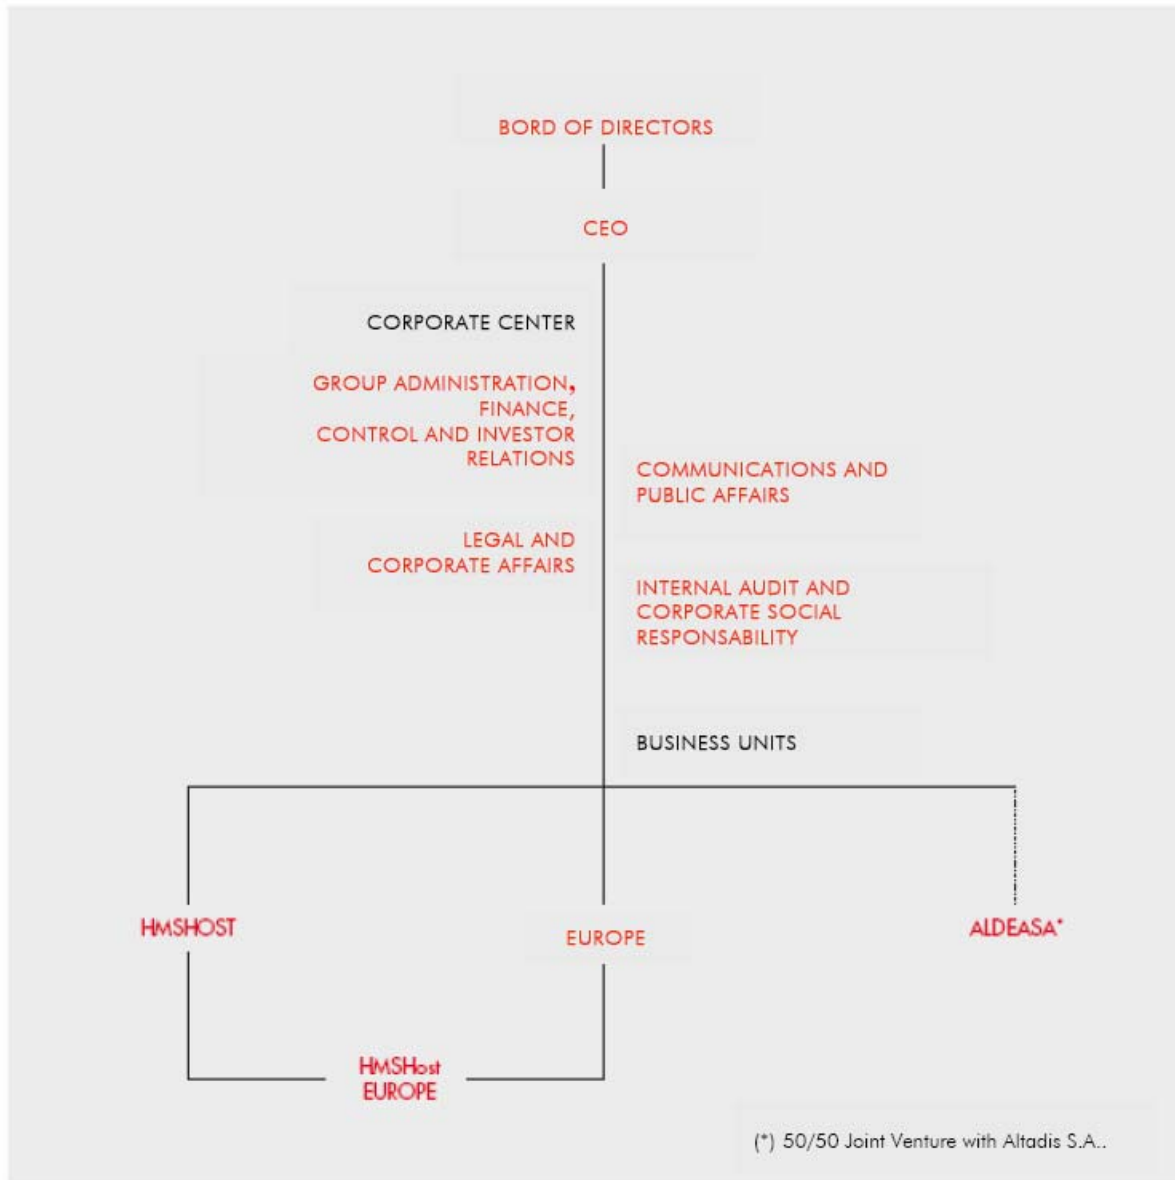 BORD OF DIRECTORS
CEO
CORPORATE CENTER
GROUP ADMINISTRATION,
FINANCE,
CONTROL AND INVESTOR
RELATIONS
COMMUNICATIONS AND
PUBLIC AFFAIRS
LEGAL AND
CORPORATE AFFAIRS
INTERNAL AUDIT AND
CORPORATE SOCIAL
RESPONSABILITY
BUSINESS UNITS
HMSHOST
EUROPE
ALDEASA*
HMSHost
EUROPE
(*) 50/50 Joint Venture with Altadis S.A..